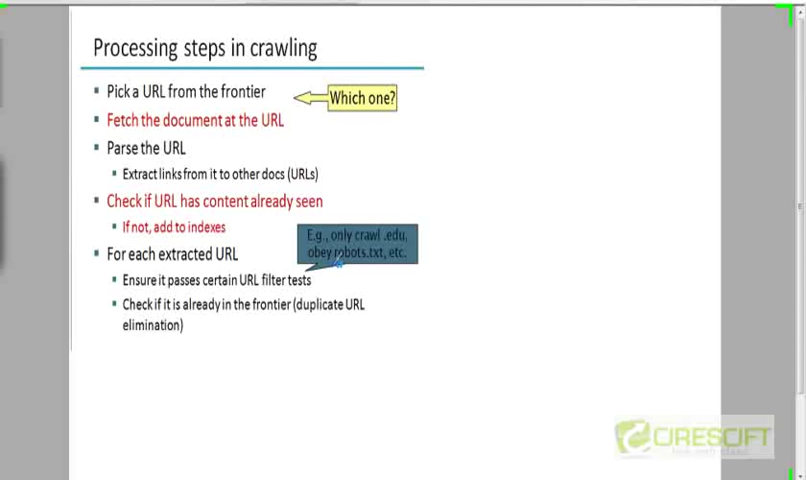 Processing steps in crawling
Pick a URL from the frontier
Which one?
Fetch the document at the URL
Parse the URL
Extract links from it to other docs (URLs)
Check if URL has content already seen
If not, add to indexes
E.g., only crawl .edu,
obey robots.txt, etc.
For each extracted URL
Ensure it passes certain URL filter tests
Check if it is already in the frontier (duplicate URL
elimination)